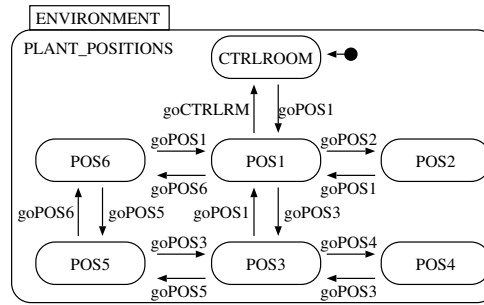 ENVIRONMENT
PLANT_POSITIONS
CTRLROOM
goCTRLRM goPOS1
goPOS1 goPOS2
POS6 POS1 POS2
goPOS6 goPOS1
goPOS6 goPOS5 goPOS1 goPOS3
goPOS3 goPOS4
POS5 POS3 POS4
goPOS5 goPOS3